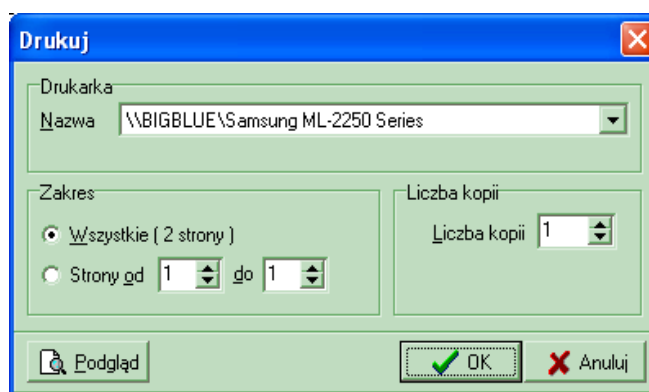 Drukuj
Drukarka
Nazwa \\BIGBLUE\Samsung ML-2250 Series
Zakres
Wszystkie ( 2 strony )
Strony od 1 do 1
Liczba kopii
Liczba kopii 1
Podgląd
OK
Anuluj